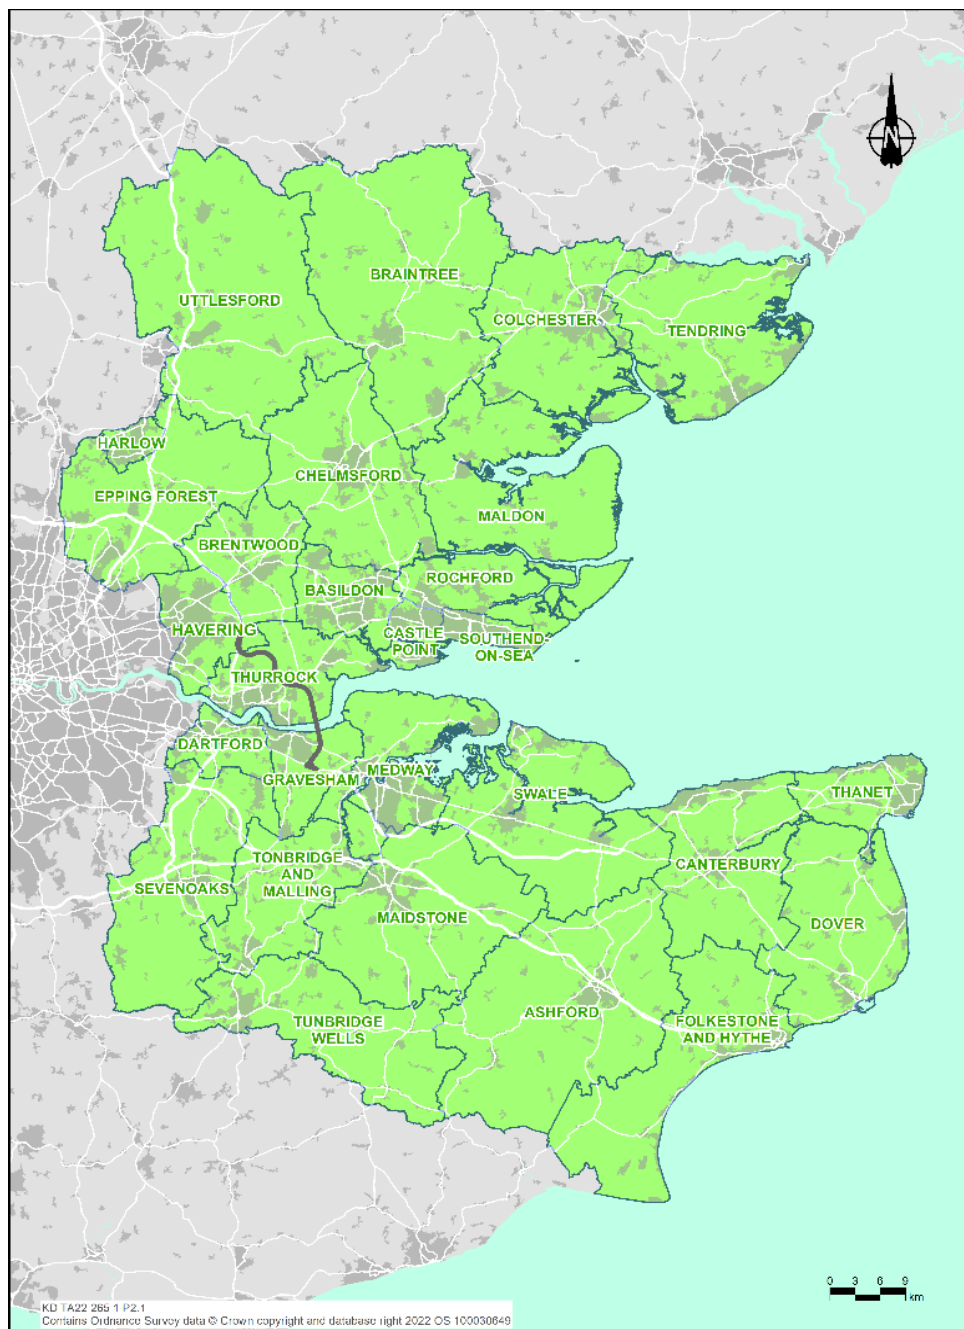 N
UTTLESFORD
BRAINTREE
COLCHESTER
TENDRING
HARLOW
EPPING FOREST
CHELMSFORD
MALDON
BRENTWOOD
BASILDON
ROCHFORD
HAVERING
CASTLE
POINT
SOUTHEND-
ON-SEA
THURROCK
DARTFORD
GRAVESHAM
MEDWAY
SWALE
THANET
TONBRIDGE
AND
MALLING
SEVENOAKS
CANTERBURY
MAIDSTONE
DOVER
TUNBRIDGE
WELLS
ASHFORD
FOLKESTONE
AND HYTHE
0 3 6 9
km
KD TA22 265 1 P2.1
Contains Ordnance Survey data © Crown copyright and database right 2022 OS 100030649